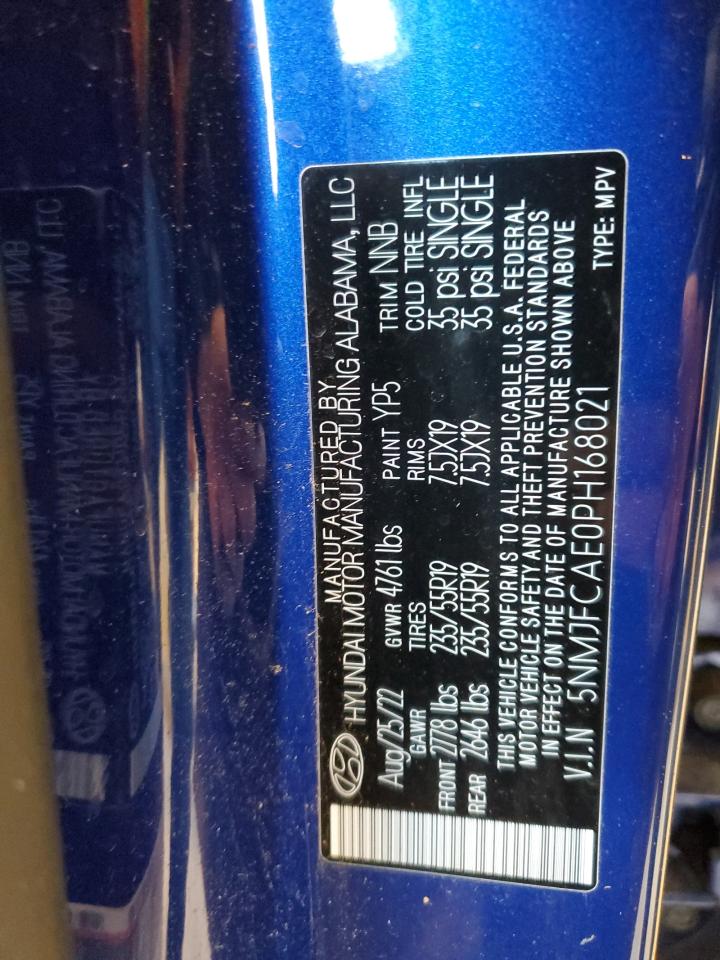 MANUFACTURED BY
HYUNDAI MOTOR MANUFACTURING ALABAMA, LLC
Aug/25/22 GVWR 4761 lbs PAINT YP5 TRIM NNB
GAWR TIRES RIMS COLD TIRE INFL
FRONT 2778 lbs 235/55R19 7.5JX19 35 psi SINGLE
REAR 2646 lbs 235/55R19 7.5JX19 35 psi SINGLE
THIS VEHICLE CONFORMS TO ALL APPLICABLE U.S.A. FEDERAL
MOTOR VEHICLE SAFETY AND THEFT PREVENTION STANDARDS
IN EFFECT ON THE DATE OF MANUFACTURE SHOWN ABOVE
V.I.N 5NMJFCAE0PH168021 TYPE: MPV